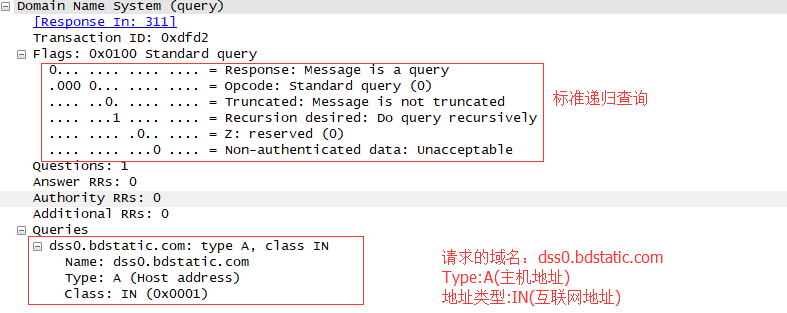 Domain Name System (query)
[Response In: 311]
Transaction ID: 0xdfd2
Flags: 0x0100 Standard query
0... .... .... .... = Response: Message is a query
.000 0... .... .... = Opcode: Standard query (0)
.... ..0. .... .... = Truncated: Message is not truncated
.... ...1 .... .... = Recursion desired: Do query recursively
.... .... .0.. .... = Z: reserved (0)
.... .... ...0 .... = Non-authenticated data: Unacceptable
标准递归查询
Questions: 1
Answer RRs: 0
Authority RRs: 0
Additional RRs: 0
Queries
dss0.bdstatic.com: type A, class IN
Name: dss0.bdstatic.com
Type: A (Host address)
Class: IN (0x0001)
请求的域名：dss0.bdstatic.com
Type:A(主机地址)
地址类型:IN(互联网地址)